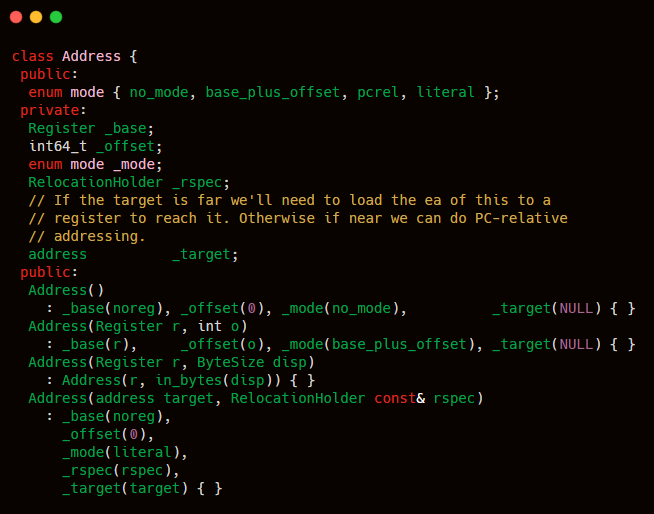 class Address {
 public:
  enum mode { no_mode, base_plus_offset, pcrel, literal };
 private:
  Register _base;
  int64_t _offset;
  enum mode _mode;
  RelocationHolder _rspec;
  // If the target is far we'll need to load the ea of this to a
  // register to reach it. Otherwise if near we can do PC-relative
  // addressing.
  address          _target;
 public:
  Address()
    : _base(noreg), _offset(0), _mode(no_mode),          _target(NULL) { }
  Address(Register r, int o)
    : _base(r),     _offset(o), _mode(base_plus_offset), _target(NULL) { }
  Address(Register r, ByteSize disp)
    : Address(r, in_bytes(disp)) { }
  Address(address target, RelocationHolder const& rspec)
    : _base(noreg),
      _offset(0),
      _mode(literal),
      _rspec(rspec),
      _target(target) { }